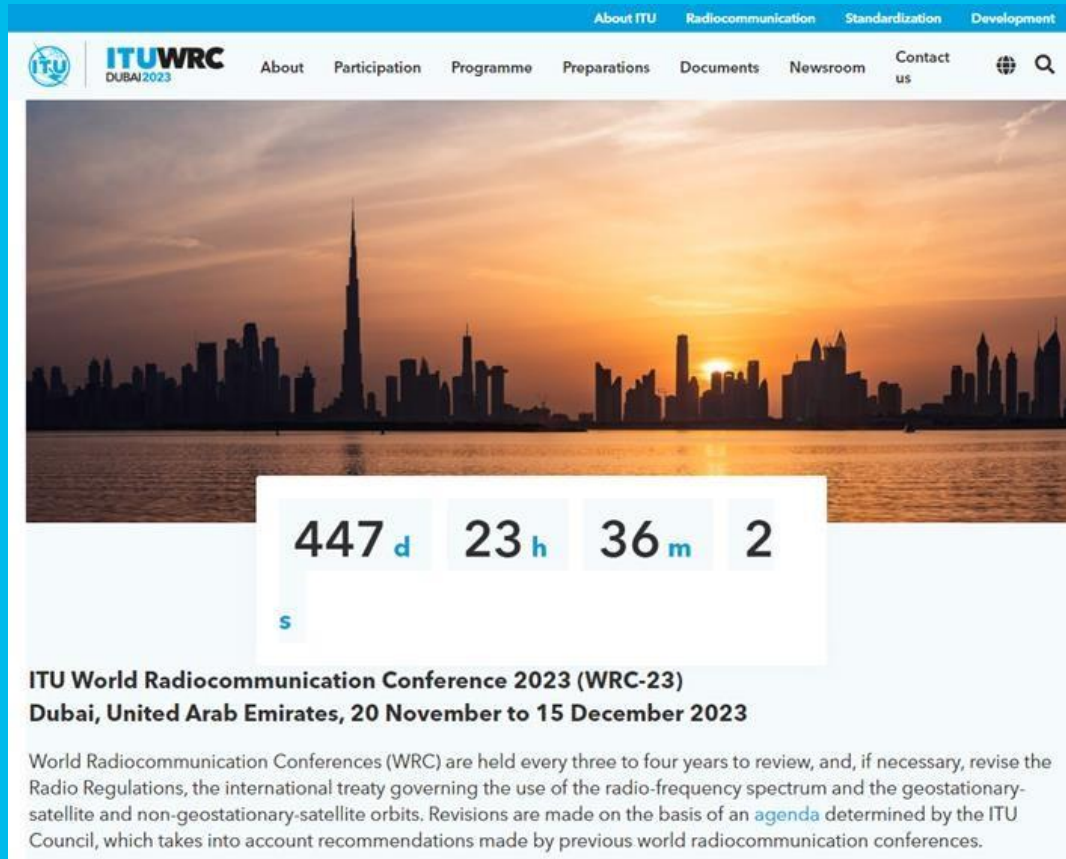 About ITU Radiocommunication Standardization Development
ITU
ITUWRC
DUBAI2023
About Participation Programme Preparations Documents Newsroom Contact us
447 d 23 h 36 m 2
s
ITU World Radiocommunication Conference 2023 (WRC-23)
Dubai, United Arab Emirates, 20 November to 15 December 2023
World Radiocommunication Conferences (WRC) are held every three to four years to review, and, if necessary, revise the
Radio Regulations, the international treaty governing the use of the radio-frequency spectrum and the geostationary-
satellite and non-geostationary-satellite orbits. Revisions are made on the basis of an agenda determined by the ITU
Council, which takes into account recommendations made by previous world radiocommunication conferences.